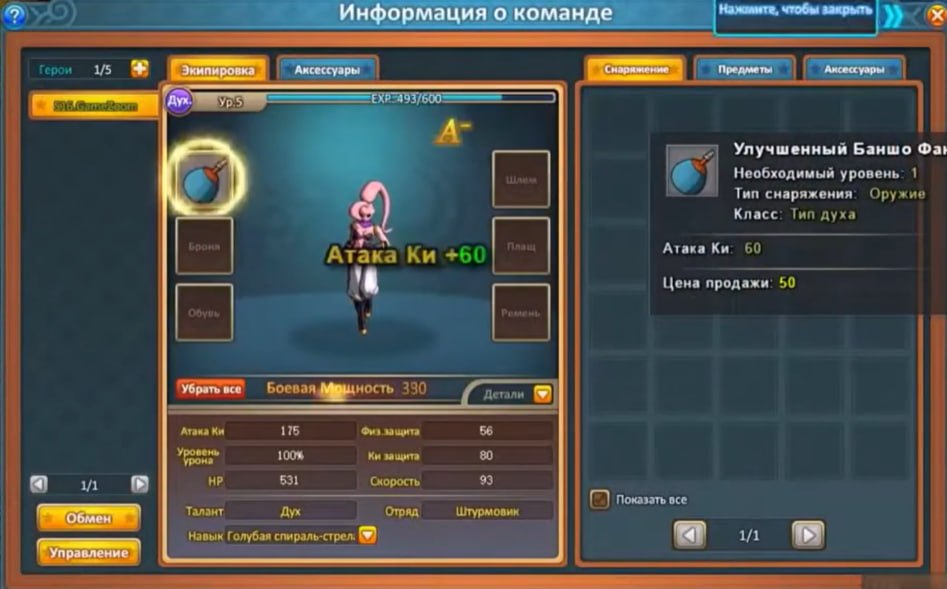 Информация о команде
Нажмите, чтобы закрыть
Герои 1/5
Экипировка
Аксессуары
Снаряжение
Предметы
Аксессуары
516.GameZoom
Дух.
Ур.5
EXP: 493/600
A-
Шлем
Броня
Плащ
Обувь
Ремень
Атака Ки +60
Улучшенный Баншо Фан
Необходимый уровень: 1
Тип снаряжения: Оружие
Класс: Тип духа
Атака Ки: 60
Цена продажи: 50
Убрать все
Боевая Мощность 330
Детали
Атака Ки 175
Физ.защита 56
Уровень урона 100%
Ки защита 80
HP 531
Скорость 93
Талант Дух
Отряд Штурмовик
Навык Голубая спираль-стрел.
1/1
Обмен
Управление
Показать все
1/1